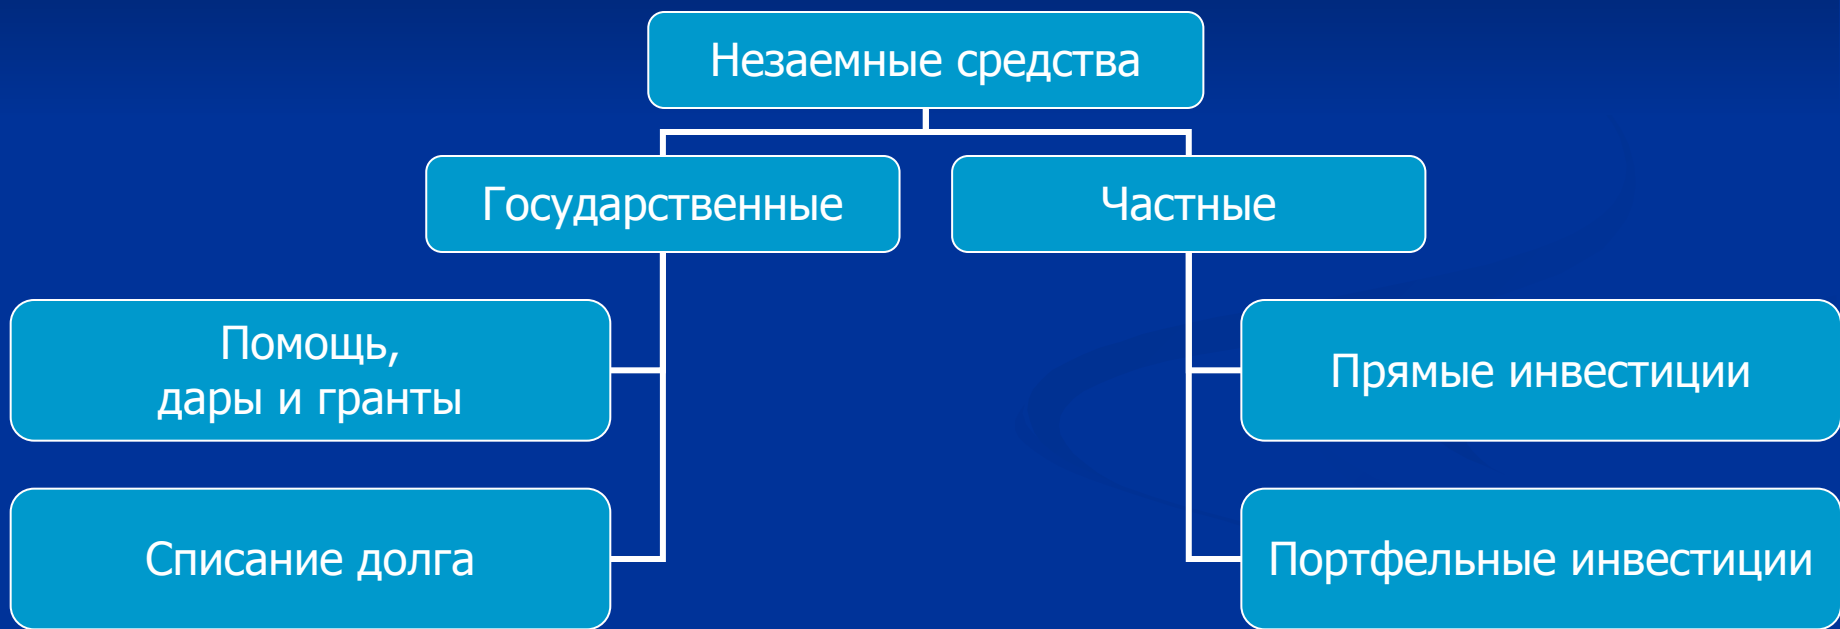 Незаемные средства
Государственные
Частные
Помощь,
дары и гранты
Прямые инвестиции
Списание долга
Портфельные инвестиции